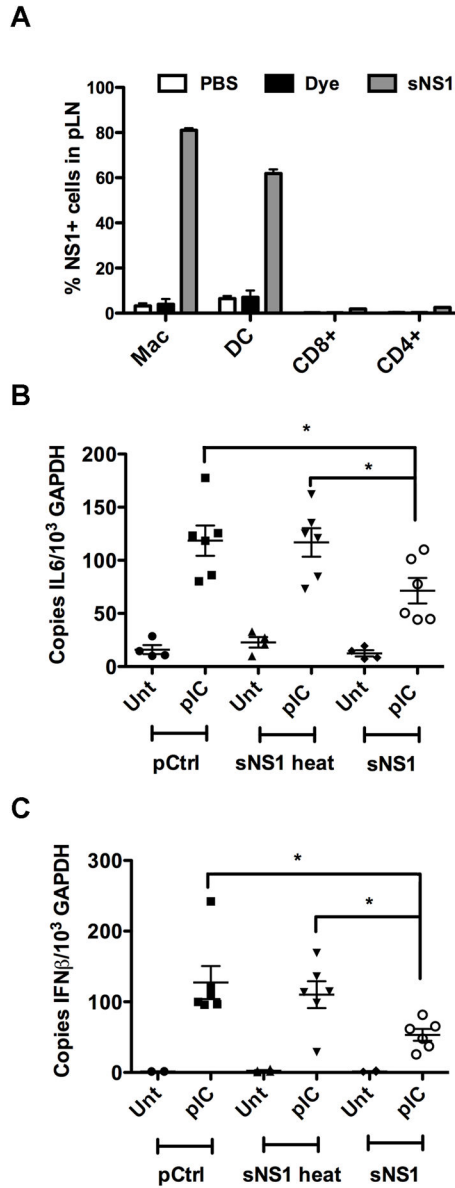 A
PBS Dye sNS1
% NS1+ cells in pLN
100
80
60
40
20
0
Mac DC CD8+ CD4+
B
Copies IL6/10³ GAPDH
200
150
100
50
0
* *
Unt pIC Unt pIC Unt pIC
pCtrl sNS1 heat sNS1
C
Copies IFNβ/10³ GAPDH
300
200
100
0
* *
Unt pIC Unt pIC Unt pIC
pCtrl sNS1 heat sNS1